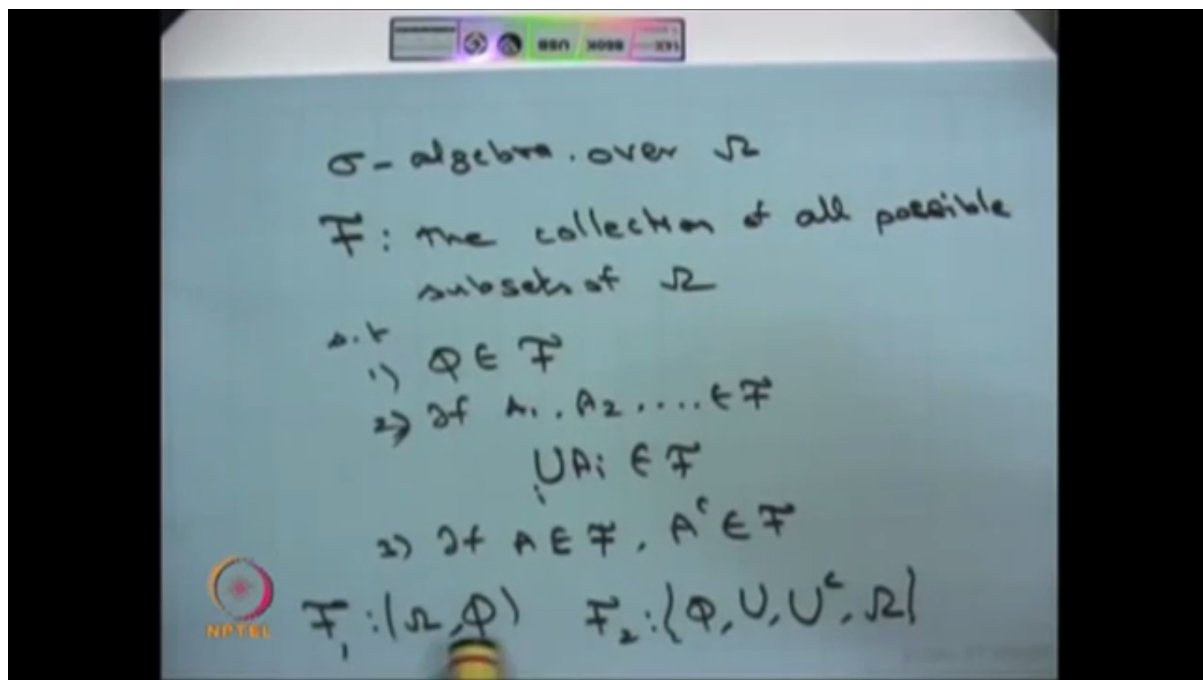 USB
σ- algebra. over Ω
F : The collection of all possible
subsets of Ω
s.t
1) Φ ∈ F
2) If A1, A2, .... ∈ F
∪i Ai ∈ F
3) If A ∈ F, A^c ∈ F
F1 : (Ω, Φ) F2 : {Φ, U, U^c, Ω}
NPTEL